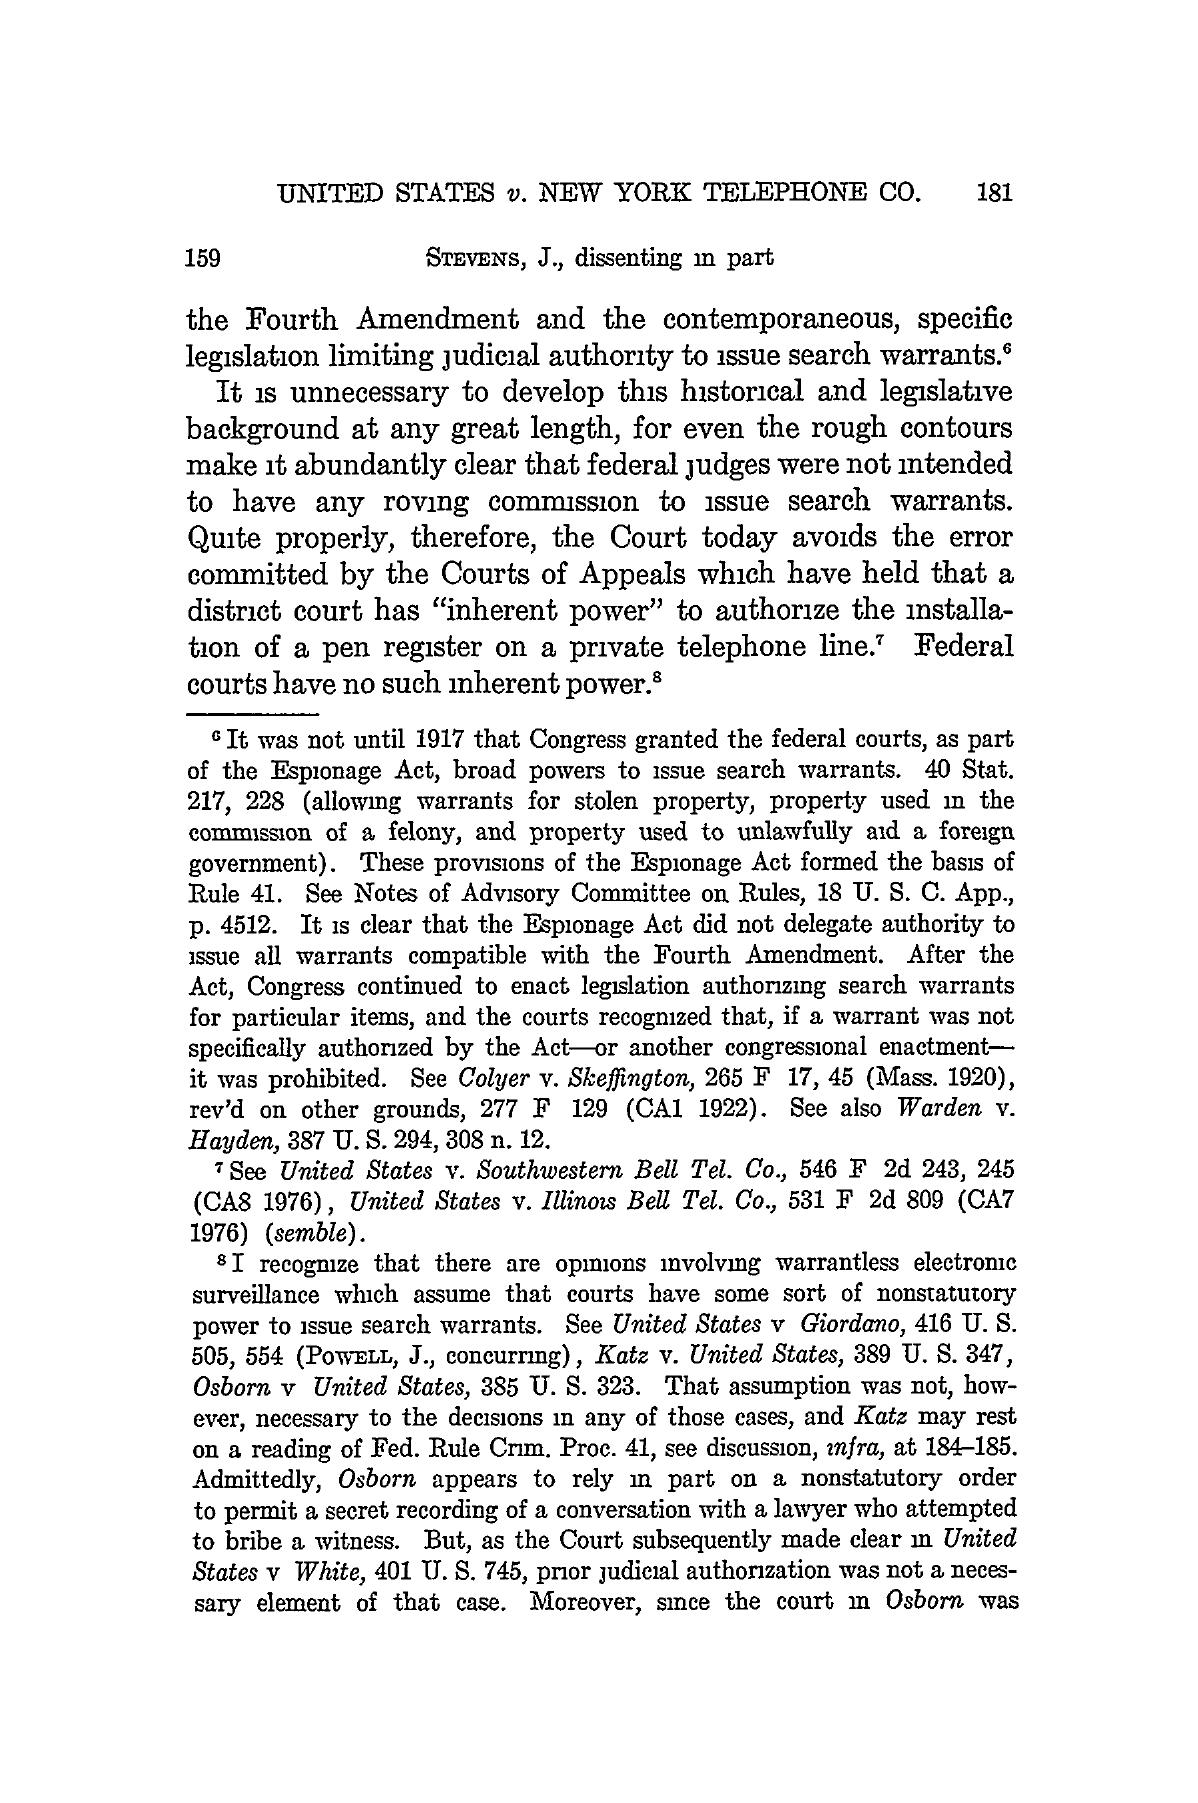 UNITED STATES v. NEW YORK TELEPHONE CO. 181
159 STEVENS, J., dissenting in part
the Fourth Amendment and the contemporaneous, specific
legislation limiting judicial authority to issue search warrants.⁶
It is unnecessary to develop this historical and legislative
background at any great length, for even the rough contours
make it abundantly clear that federal judges were not intended
to have any roving commission to issue search warrants.
Quite properly, therefore, the Court today avoids the error
committed by the Courts of Appeals which have held that a
district court has “inherent power” to authorize the installa-
tion of a pen register on a private telephone line.⁷ Federal
courts have no such inherent power.⁸
⁶ It was not until 1917 that Congress granted the federal courts, as part
of the Espionage Act, broad powers to issue search warrants. 40 Stat.
217, 228 (allowing warrants for stolen property, property used in the
commission of a felony, and property used to unlawfully aid a foreign
government). These provisions of the Espionage Act formed the basis of
Rule 41. See Notes of Advisory Committee on Rules, 18 U. S. C. App.,
p. 4512. It is clear that the Espionage Act did not delegate authority to
issue all warrants compatible with the Fourth Amendment. After the
Act, Congress continued to enact legislation authorizing search warrants
for particular items, and the courts recognized that, if a warrant was not
specifically authorized by the Act—or another congressional enactment—
it was prohibited. See Colyer v. Skeffington, 265 F 17, 45 (Mass. 1920),
rev’d on other grounds, 277 F 129 (CA1 1922). See also Warden v.
Hayden, 387 U. S. 294, 308 n. 12.
⁷ See United States v. Southwestern Bell Tel. Co., 546 F 2d 243, 245
(CA8 1976), United States v. Illinois Bell Tel. Co., 531 F 2d 809 (CA7
1976) (semble).
⁸ I recognize that there are opinions involving warrantless electronic
surveillance which assume that courts have some sort of nonstatutory
power to issue search warrants. See United States v Giordano, 416 U. S.
505, 554 (POWELL, J., concurring), Katz v. United States, 389 U. S. 347,
Osborn v United States, 385 U. S. 323. That assumption was not, how-
ever, necessary to the decisions in any of those cases, and Katz may rest
on a reading of Fed. Rule Crim. Proc. 41, see discussion, infra, at 184–185.
Admittedly, Osborn appears to rely in part on a nonstatutory order
to permit a secret recording of a conversation with a lawyer who attempted
to bribe a witness. But, as the Court subsequently made clear in United
States v White, 401 U. S. 745, prior judicial authorization was not a neces-
sary element of that case. Moreover, since the court in Osborn was